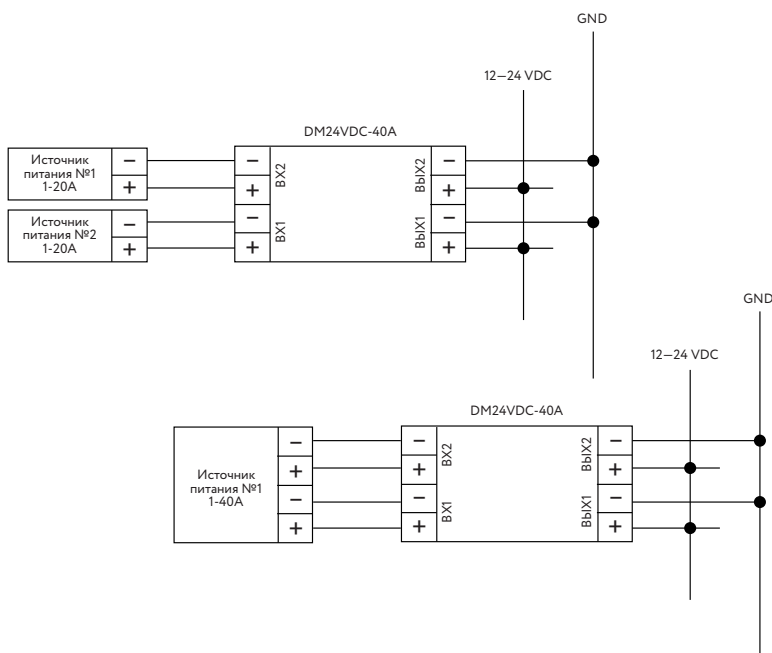 GND
12—24 VDC
DM24VDC-40A
Источник
питания №1
1-20А
−
+
−
+
ВХ2
ВЫХ2
−
+
Источник
питания №2
1-20А
−
+
−
+
ВХ1
ВЫХ1
−
+
GND
12—24 VDC
DM24VDC-40A
Источник
питания №1
1-40А
−
+
−
+
−
+
ВХ2
ВЫХ2
−
+
−
+
ВХ1
ВЫХ1
−
+